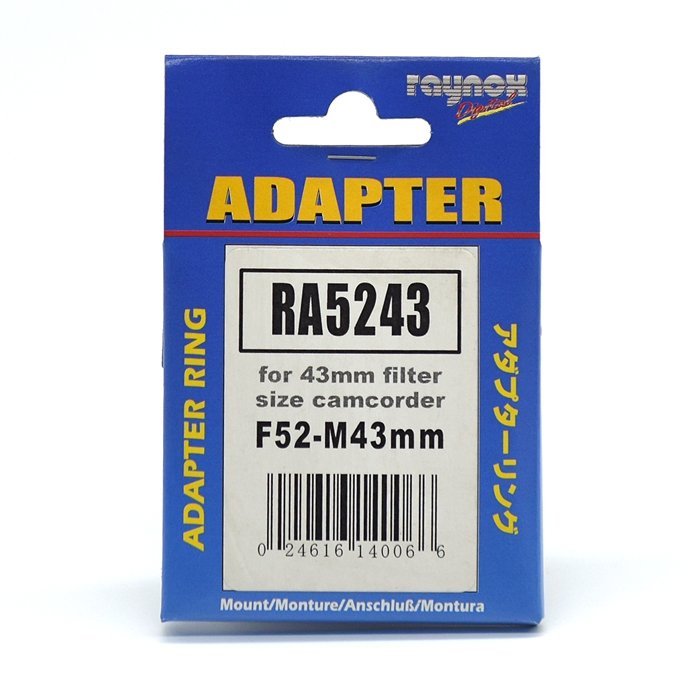 raynox
Digital
ADAPTER
RA5243
for 43mm filter
size camcorder
F52-M43mm
0 24616 14006 6
ADAPTER RING
アダプターリング
Mount/Monture/Anschluß/Montura